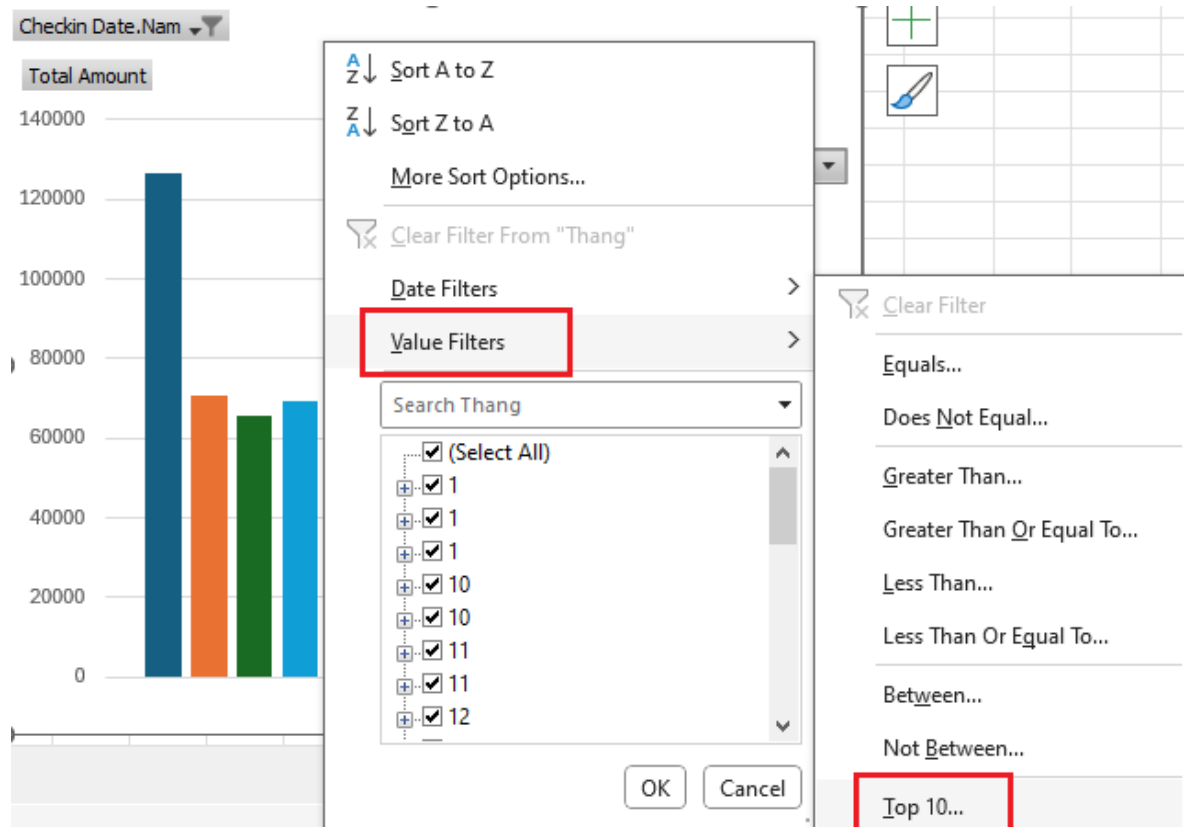 Checkin Date.Nam
Total Amount
140000
120000
100000
80000
60000
40000
20000
0
Sort A to Z
Sort Z to A
More Sort Options...
Clear Filter From "Thang"
Date Filters
Value Filters
Search Thang
(Select All)
1
1
1
10
10
11
11
12
OK
Cancel
Clear Filter
Equals...
Does Not Equal...
Greater Than...
Greater Than Or Equal To...
Less Than...
Less Than Or Equal To...
Between...
Not Between...
Top 10...